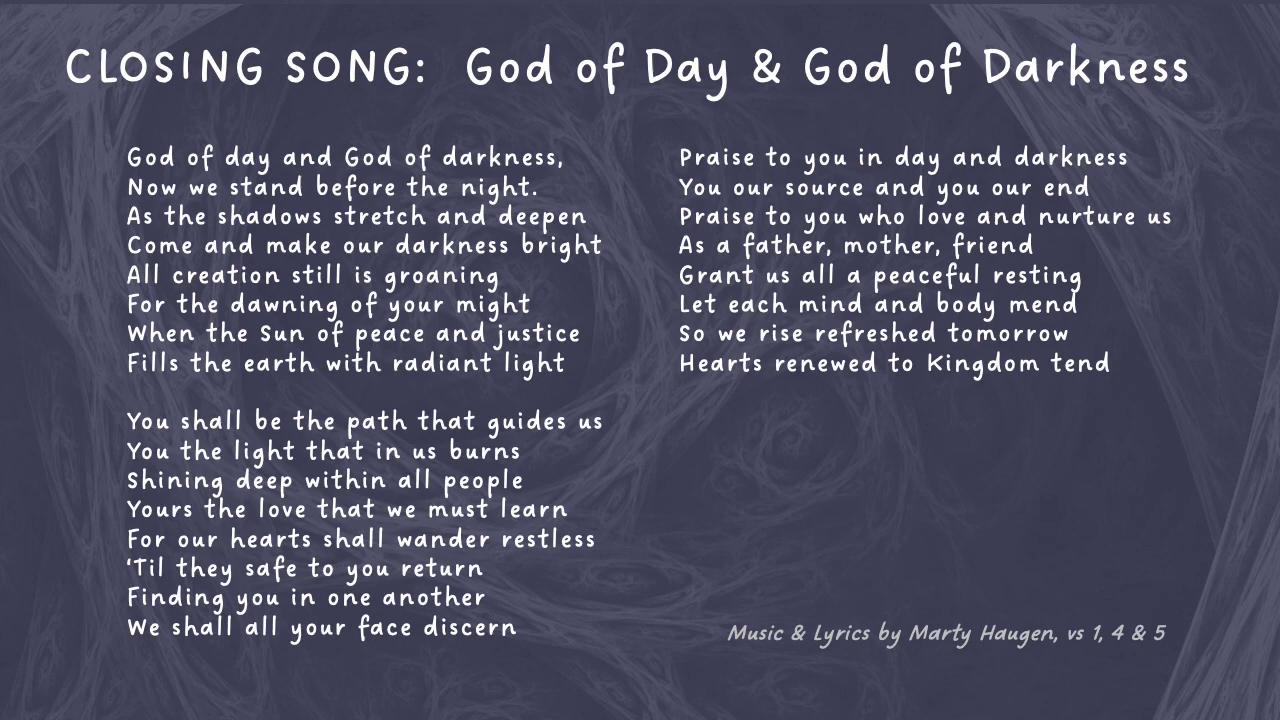 CLOSING SONG: God of Day & God of Darkness
God of day and God of darkness,
Now we stand before the night.
As the shadows stretch and deepen
Come and make our darkness bright
All creation still is groaning
For the dawning of your might
When the Sun of peace and justice
Fills the earth with radiant light
You shall be the path that guides us
You the light that in us burns
Shining deep within all people
Yours the love that we must learn
For our hearts shall wander restless
‘Til they safe to you return
Finding you in one another
We shall all your face discern
Praise to you in day and darkness
You our source and you our end
Praise to you who love and nurture us
As a father, mother, friend
Grant us all a peaceful resting
Let each mind and body mend
So we rise refreshed tomorrow
Hearts renewed to Kingdom tend
Music & Lyrics by Marty Haugen, vs 1, 4 & 5